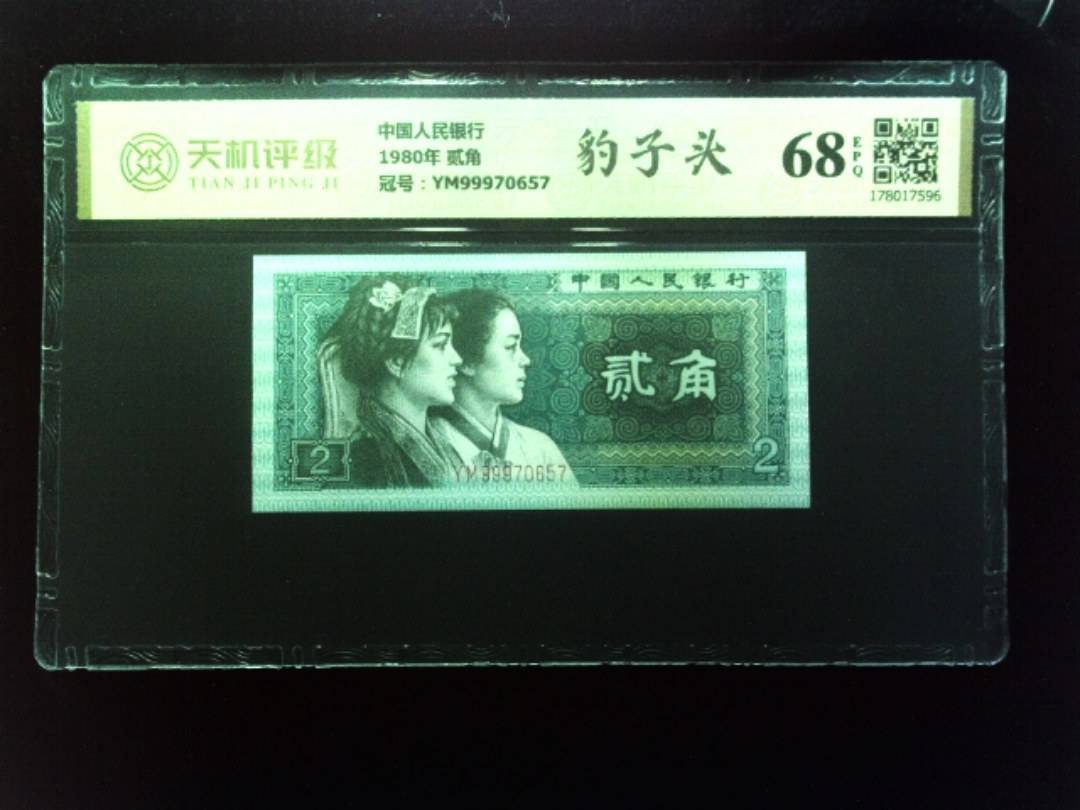 天机评级
TIAN JI PING JI
中国人民银行
1980年 贰角
冠号：YM99970657
豹子头
68
EPQ
178017596
中國人民銀行
贰角
2
YM99970657
2